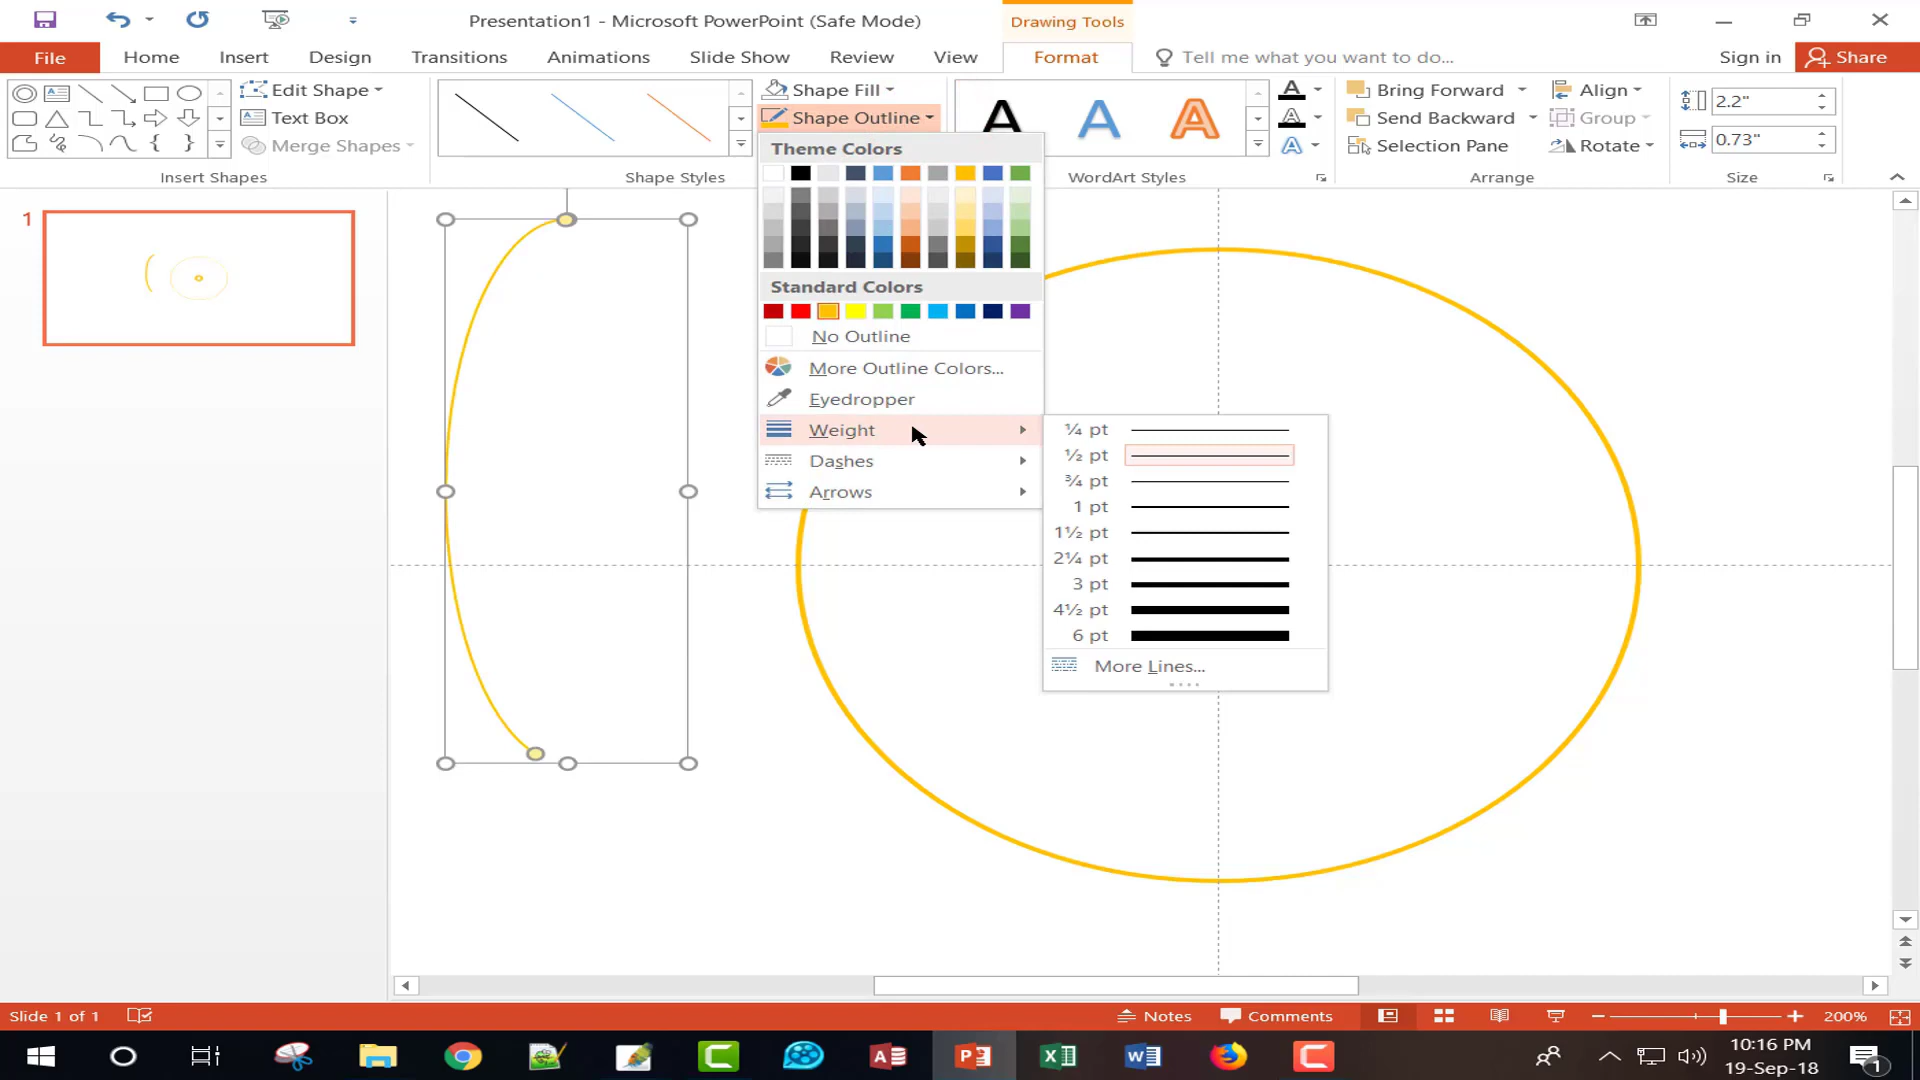 Presentation1 - Microsoft PowerPoint (Safe Mode)
Drawing Tools
File
Home
Insert
Design
Transitions
Animations
Slide Show
Review
View
Format
Tell me what you want to do...
Sign in
Share
Edit Shape
Text Box
Merge Shapes
Insert Shapes
Shape Styles
Shape Fill
Shape Outline
A
A
A
A
A
A
WordArt Styles
Bring Forward
Send Backward
Selection Pane
Align
Group
Rotate
Arrange
2.2"
0.73"
Size
Theme Colors
Standard Colors
No Outline
More Outline Colors...
Eyedropper
Weight
Dashes
Arrows
¼ pt
½ pt
¾ pt
1 pt
1½ pt
2¼ pt
3 pt
4½ pt
6 pt
More Lines...
1
Slide 1 of 1
Notes
Comments
200%
10:16 PM
19-Sep-18
1